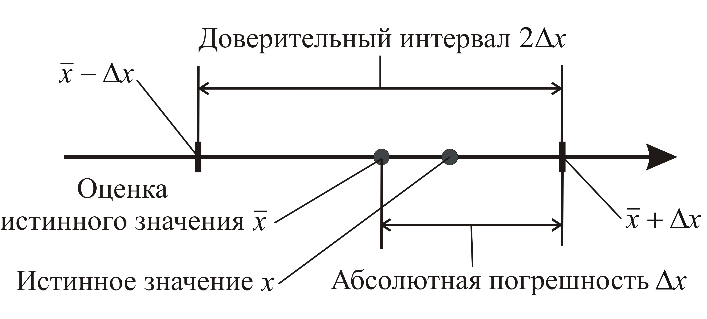 Доверительный интервал 2Δx
x̅ – Δx
Оценка
истинного значения x̅
x̅ + Δx
Истинное значение x
Абсолютная погрешность Δx